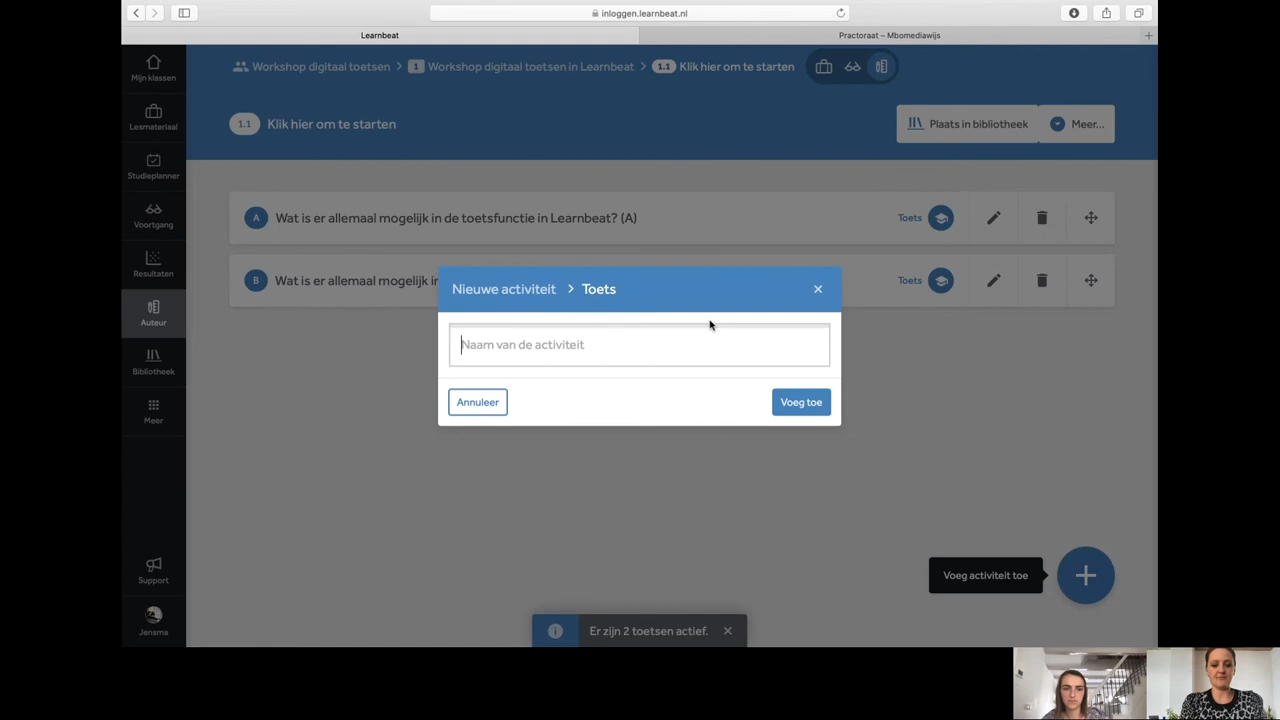 inloggen.learnbeat.nl
Learnbeat
Practoraat – Mbomediawijs
Mijn klassen
Lesmateriaal
Studieplanner
Voortgang
Resultaten
Auteur
Bibliotheek
Meer
Support
Jensma
Workshop digitaal toetsen > 1 Workshop digitaal toetsen in Learnbeat > 1.1 Klik hier om te starten
1.1 Klik hier om te starten
Plaats in bibliotheek
Meer...
A Wat is er allemaal mogelijk in de toetsfunctie in Learnbeat? (A)
Toets
B Wat is er allemaal mogelijk in
Toets
Nieuwe activiteit > Toets
Naam van de activiteit
Annuleer
Voeg toe
Voeg activiteit toe
Er zijn 2 toetsen actief.